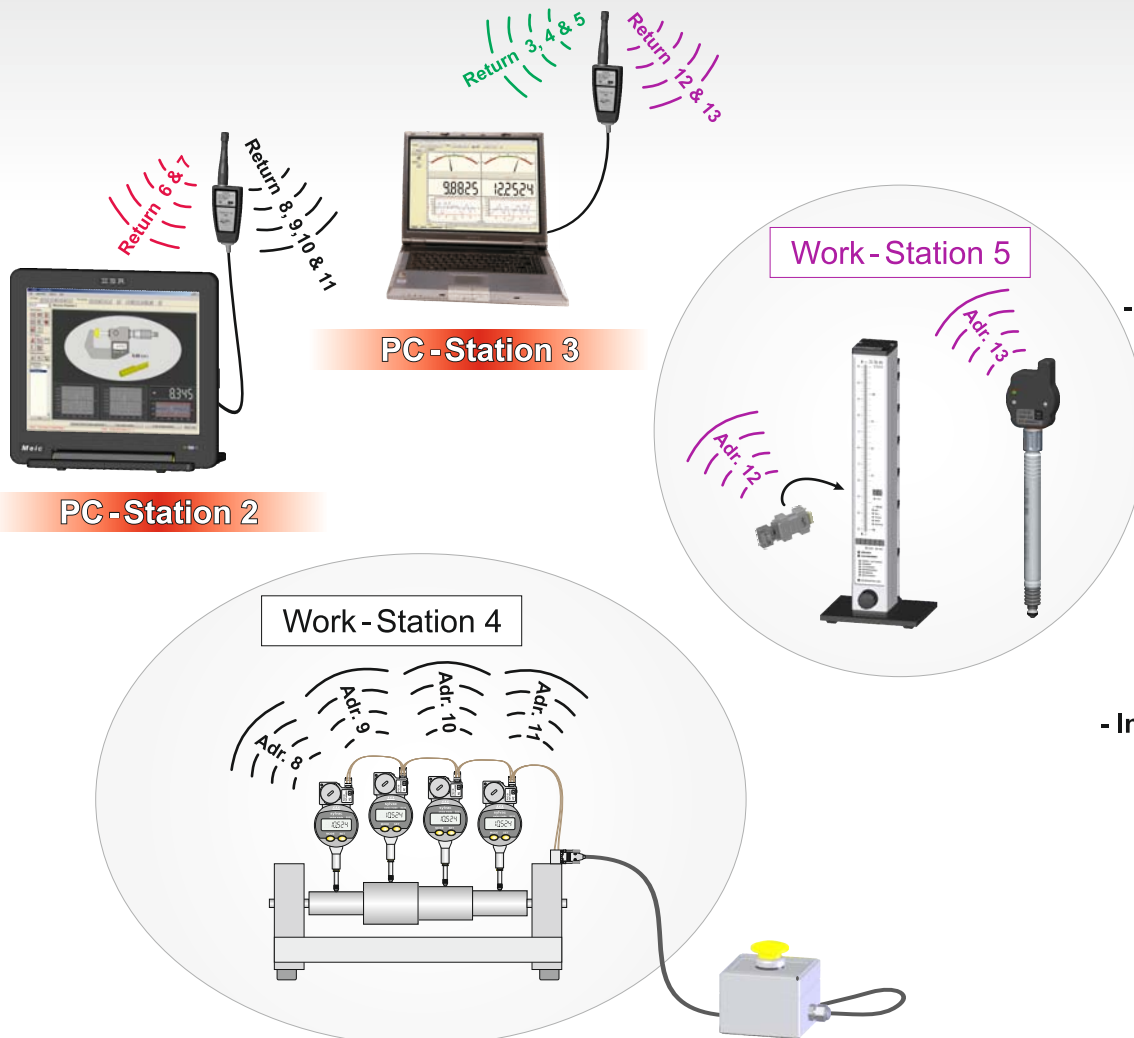 Return 3, 4 & 5
Return 12 & 13
Return 6 & 7
Return 8, 9,10 & 11
9.8825 12.2524
Work-Station 5
Adr. 13
-
PC-Station 3
8.345
Adr. 12
PC-Station 2
Work-Station 4
Adr. 8
Adr. 9
Adr. 10
Adr. 11
- In
10.524
10.524
10.524
10.524